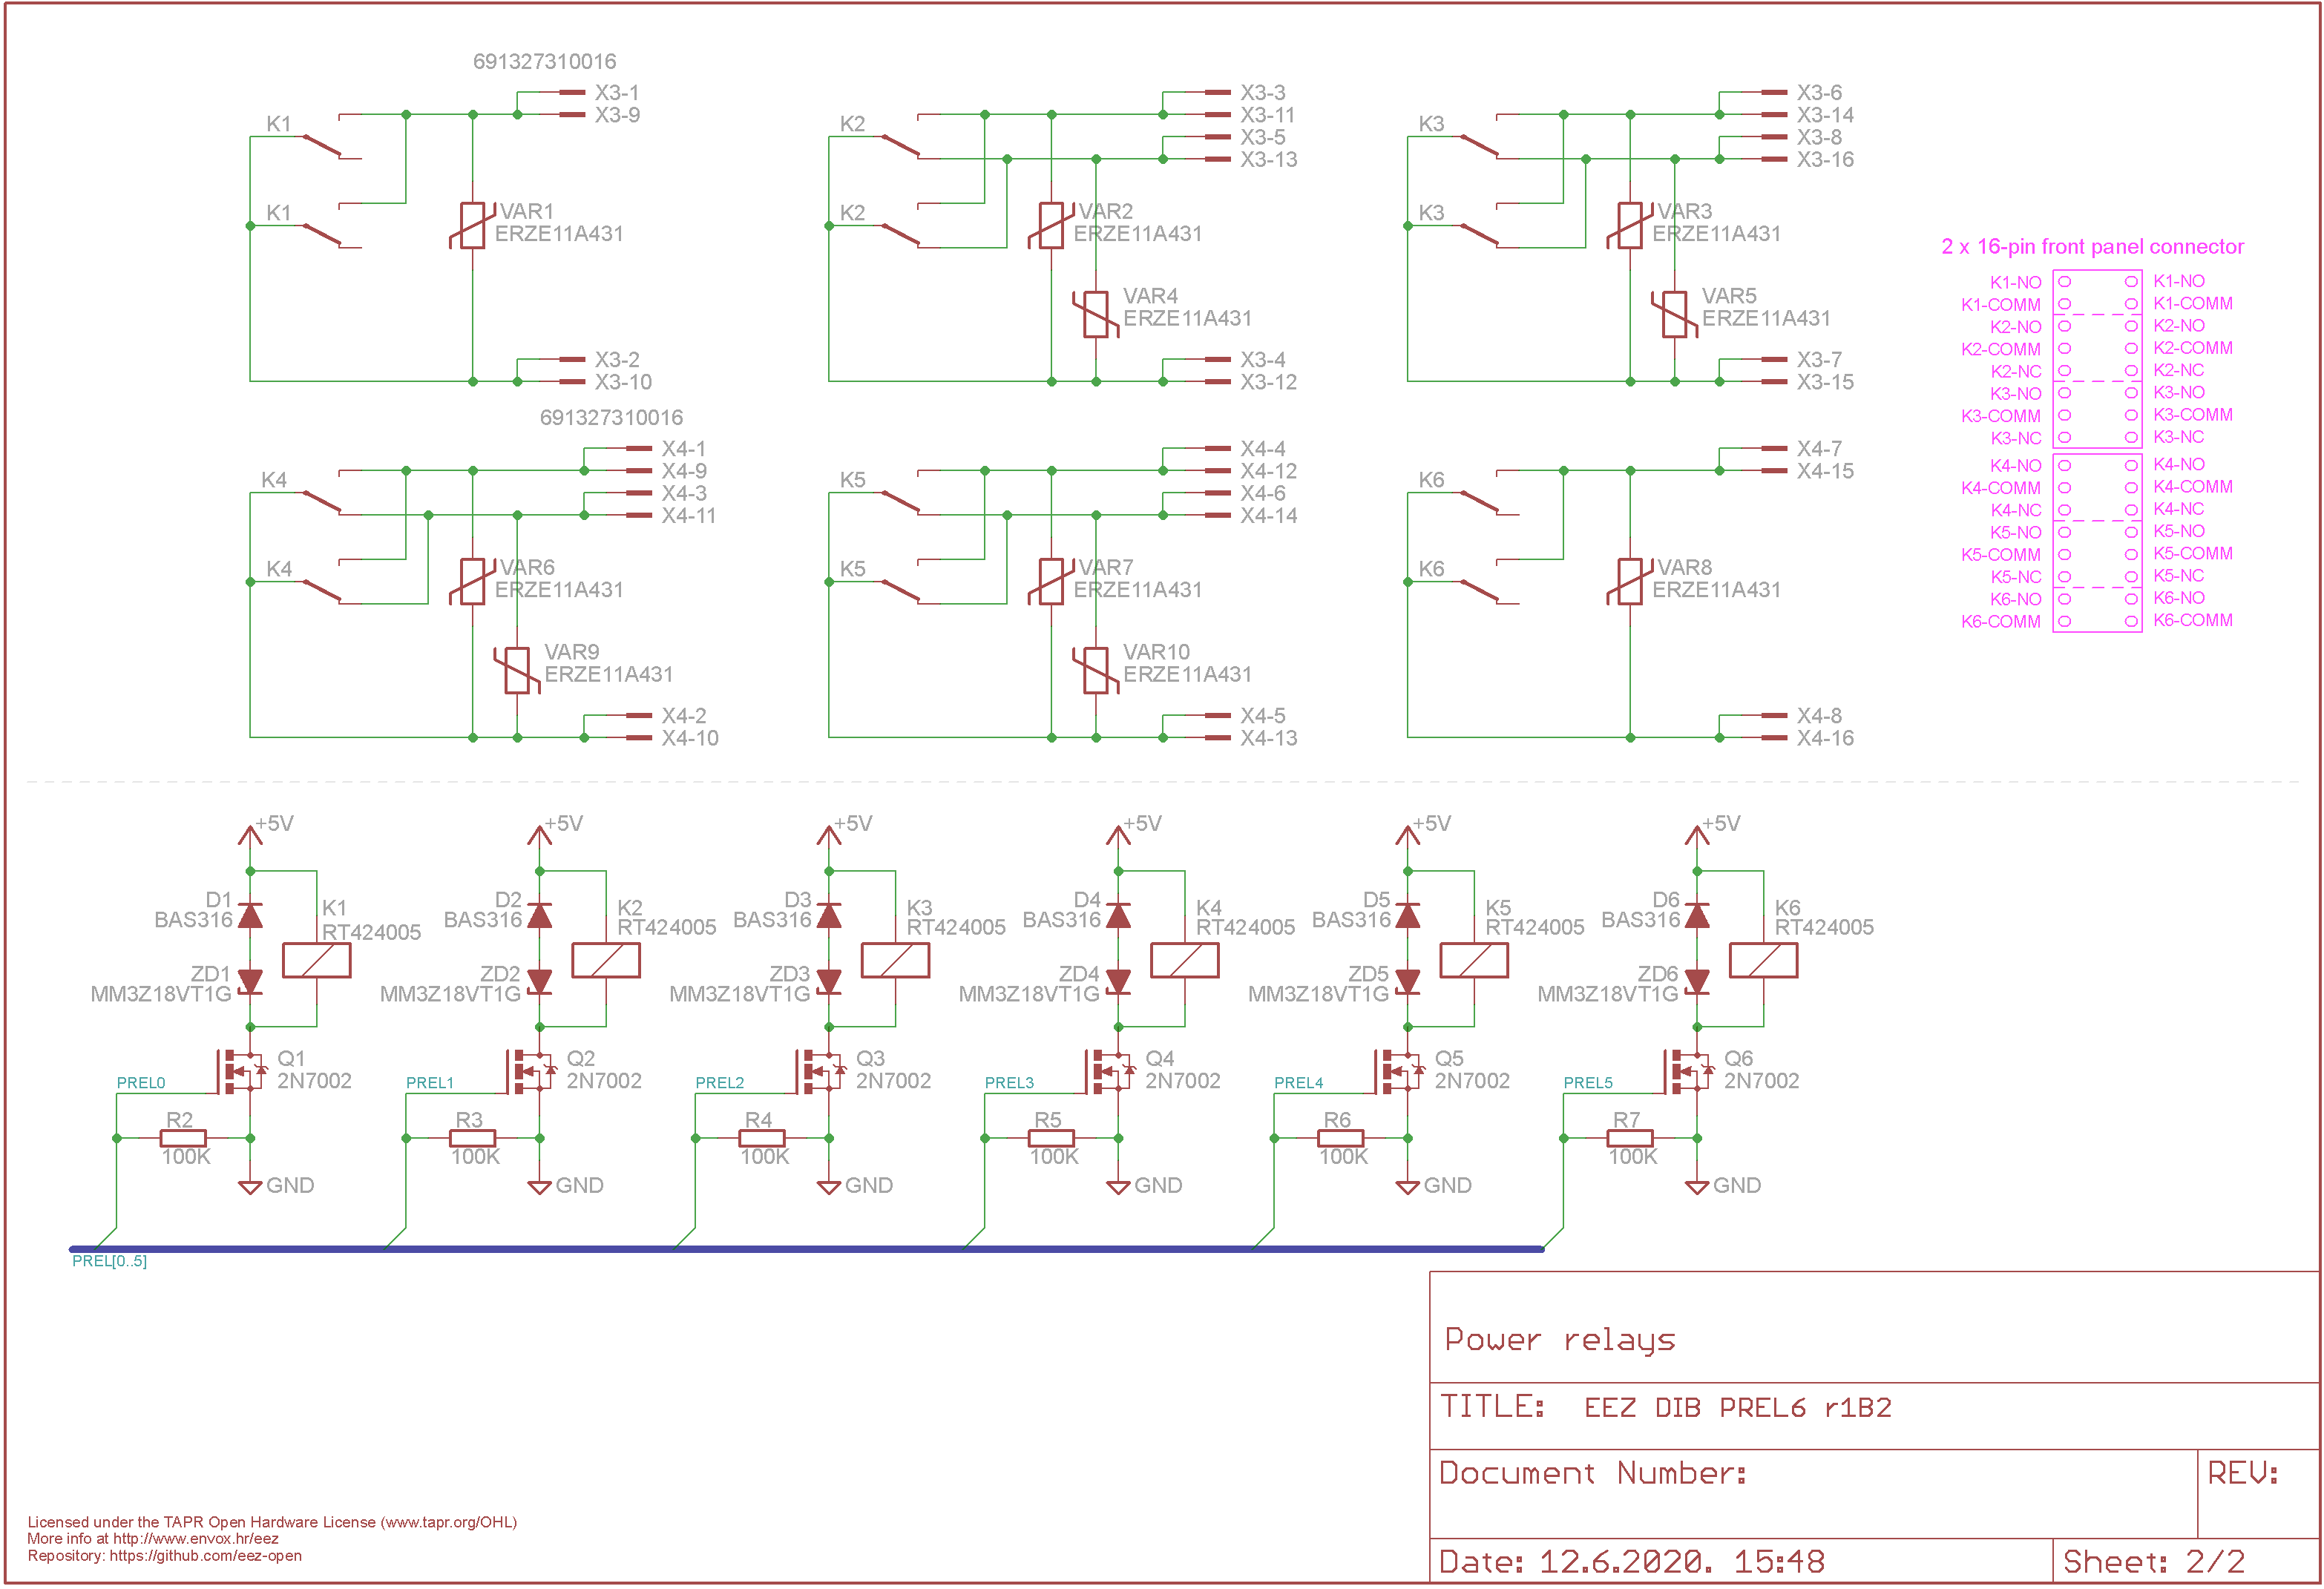 691327310016
X3-1
X3-9
K1
K1
VAR1
ERZE11A431
X3-2
X3-10
X3-3
X3-11
X3-5
X3-13
K2
K2
VAR2
ERZE11A431
VAR4
ERZE11A431
X3-4
X3-12
X3-6
X3-14
X3-8
X3-16
K3
K3
VAR3
ERZE11A431
VAR5
ERZE11A431
X3-7
X3-15
2 x 16-pin front panel connector
K1-NO K1-NO
K1-COMM K1-COMM
K2-NO K2-NO
K2-COMM K2-COMM
K2-NC K2-NC
K3-NO K3-NO
K3-COMM K3-COMM
K3-NC K3-NC
K4-NO K4-NO
K4-COMM K4-COMM
K4-NC K4-NC
K5-NO K5-NO
K5-COMM K5-COMM
K5-NC K5-NC
K6-NO K6-NO
K6-COMM K6-COMM
691327310016
X4-1
X4-9
X4-3
X4-11
K4
K4
VAR6
ERZE11A431
VAR9
ERZE11A431
X4-2
X4-10
X4-4
X4-12
X4-6
X4-14
K5
K5
VAR7
ERZE11A431
VAR10
ERZE11A431
X4-5
X4-13
X4-7
X4-15
K6
K6
VAR8
ERZE11A431
X4-8
X4-16
+5V
D1
BAS316
K1
RT424005
ZD1
MM3Z18VT1G
Q1
2N7002
PREL0
R2
100K
GND
+5V
D2
BAS316
K2
RT424005
ZD2
MM3Z18VT1G
Q2
2N7002
PREL1
R3
100K
GND
+5V
D3
BAS316
K3
RT424005
ZD3
MM3Z18VT1G
Q3
2N7002
PREL2
R4
100K
GND
+5V
D4
BAS316
K4
RT424005
ZD4
MM3Z18VT1G
Q4
2N7002
PREL3
R5
100K
GND
+5V
D5
BAS316
K5
RT424005
ZD5
MM3Z18VT1G
Q5
2N7002
PREL4
R6
100K
GND
+5V
D6
BAS316
K6
RT424005
ZD6
MM3Z18VT1G
Q6
2N7002
PREL5
R7
100K
GND
PREL[0..5]
Power relays
TITLE: EEZ DIB PREL6 r1B2
Document Number:
REV:
Date: 12.6.2020. 15:48
Sheet: 2/2
Licensed under the TAPR Open Hardware License (www.tapr.org/OHL)
More info at http://www.envox.hr/eez
Repository: https://github.com/eez-open